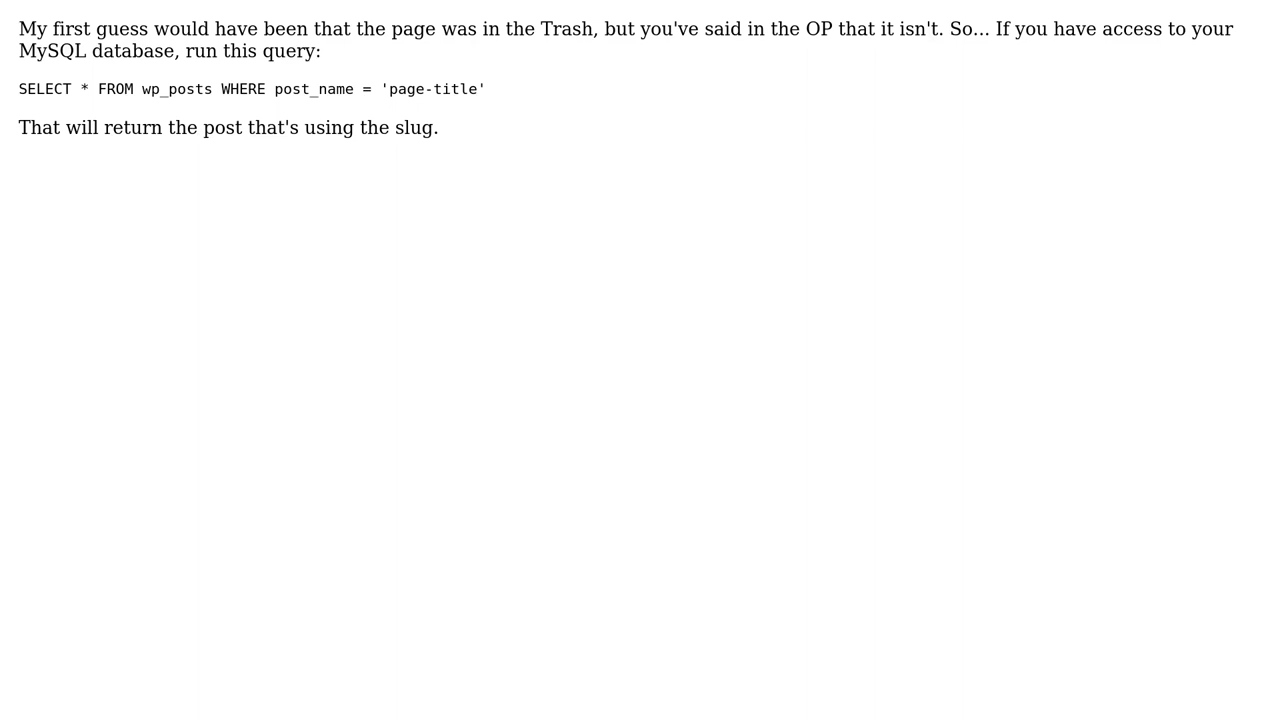 My first guess would have been that the page was in the Trash, but you've said in the OP that it isn't. So... If you have access to your
MySQL database, run this query:
SELECT * FROM wp_posts WHERE post_name = 'page-title'
That will return the post that's using the slug.